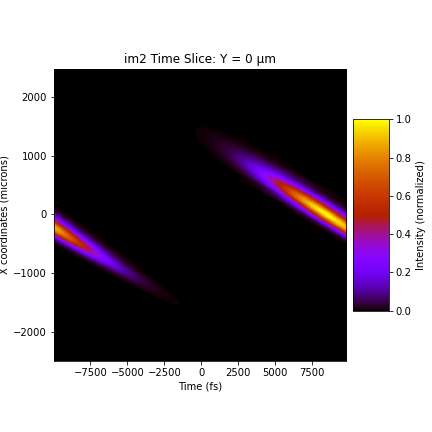 im2 Time Slice: Y = 0 μm
X coordinates (microns)
2000
1000
0
−1000
−2000
−7500 −5000 −2500 0 2500 5000 7500
Time (fs)
1.0
0.8
0.6
0.4
0.2
0.0
Intensity (normalized)